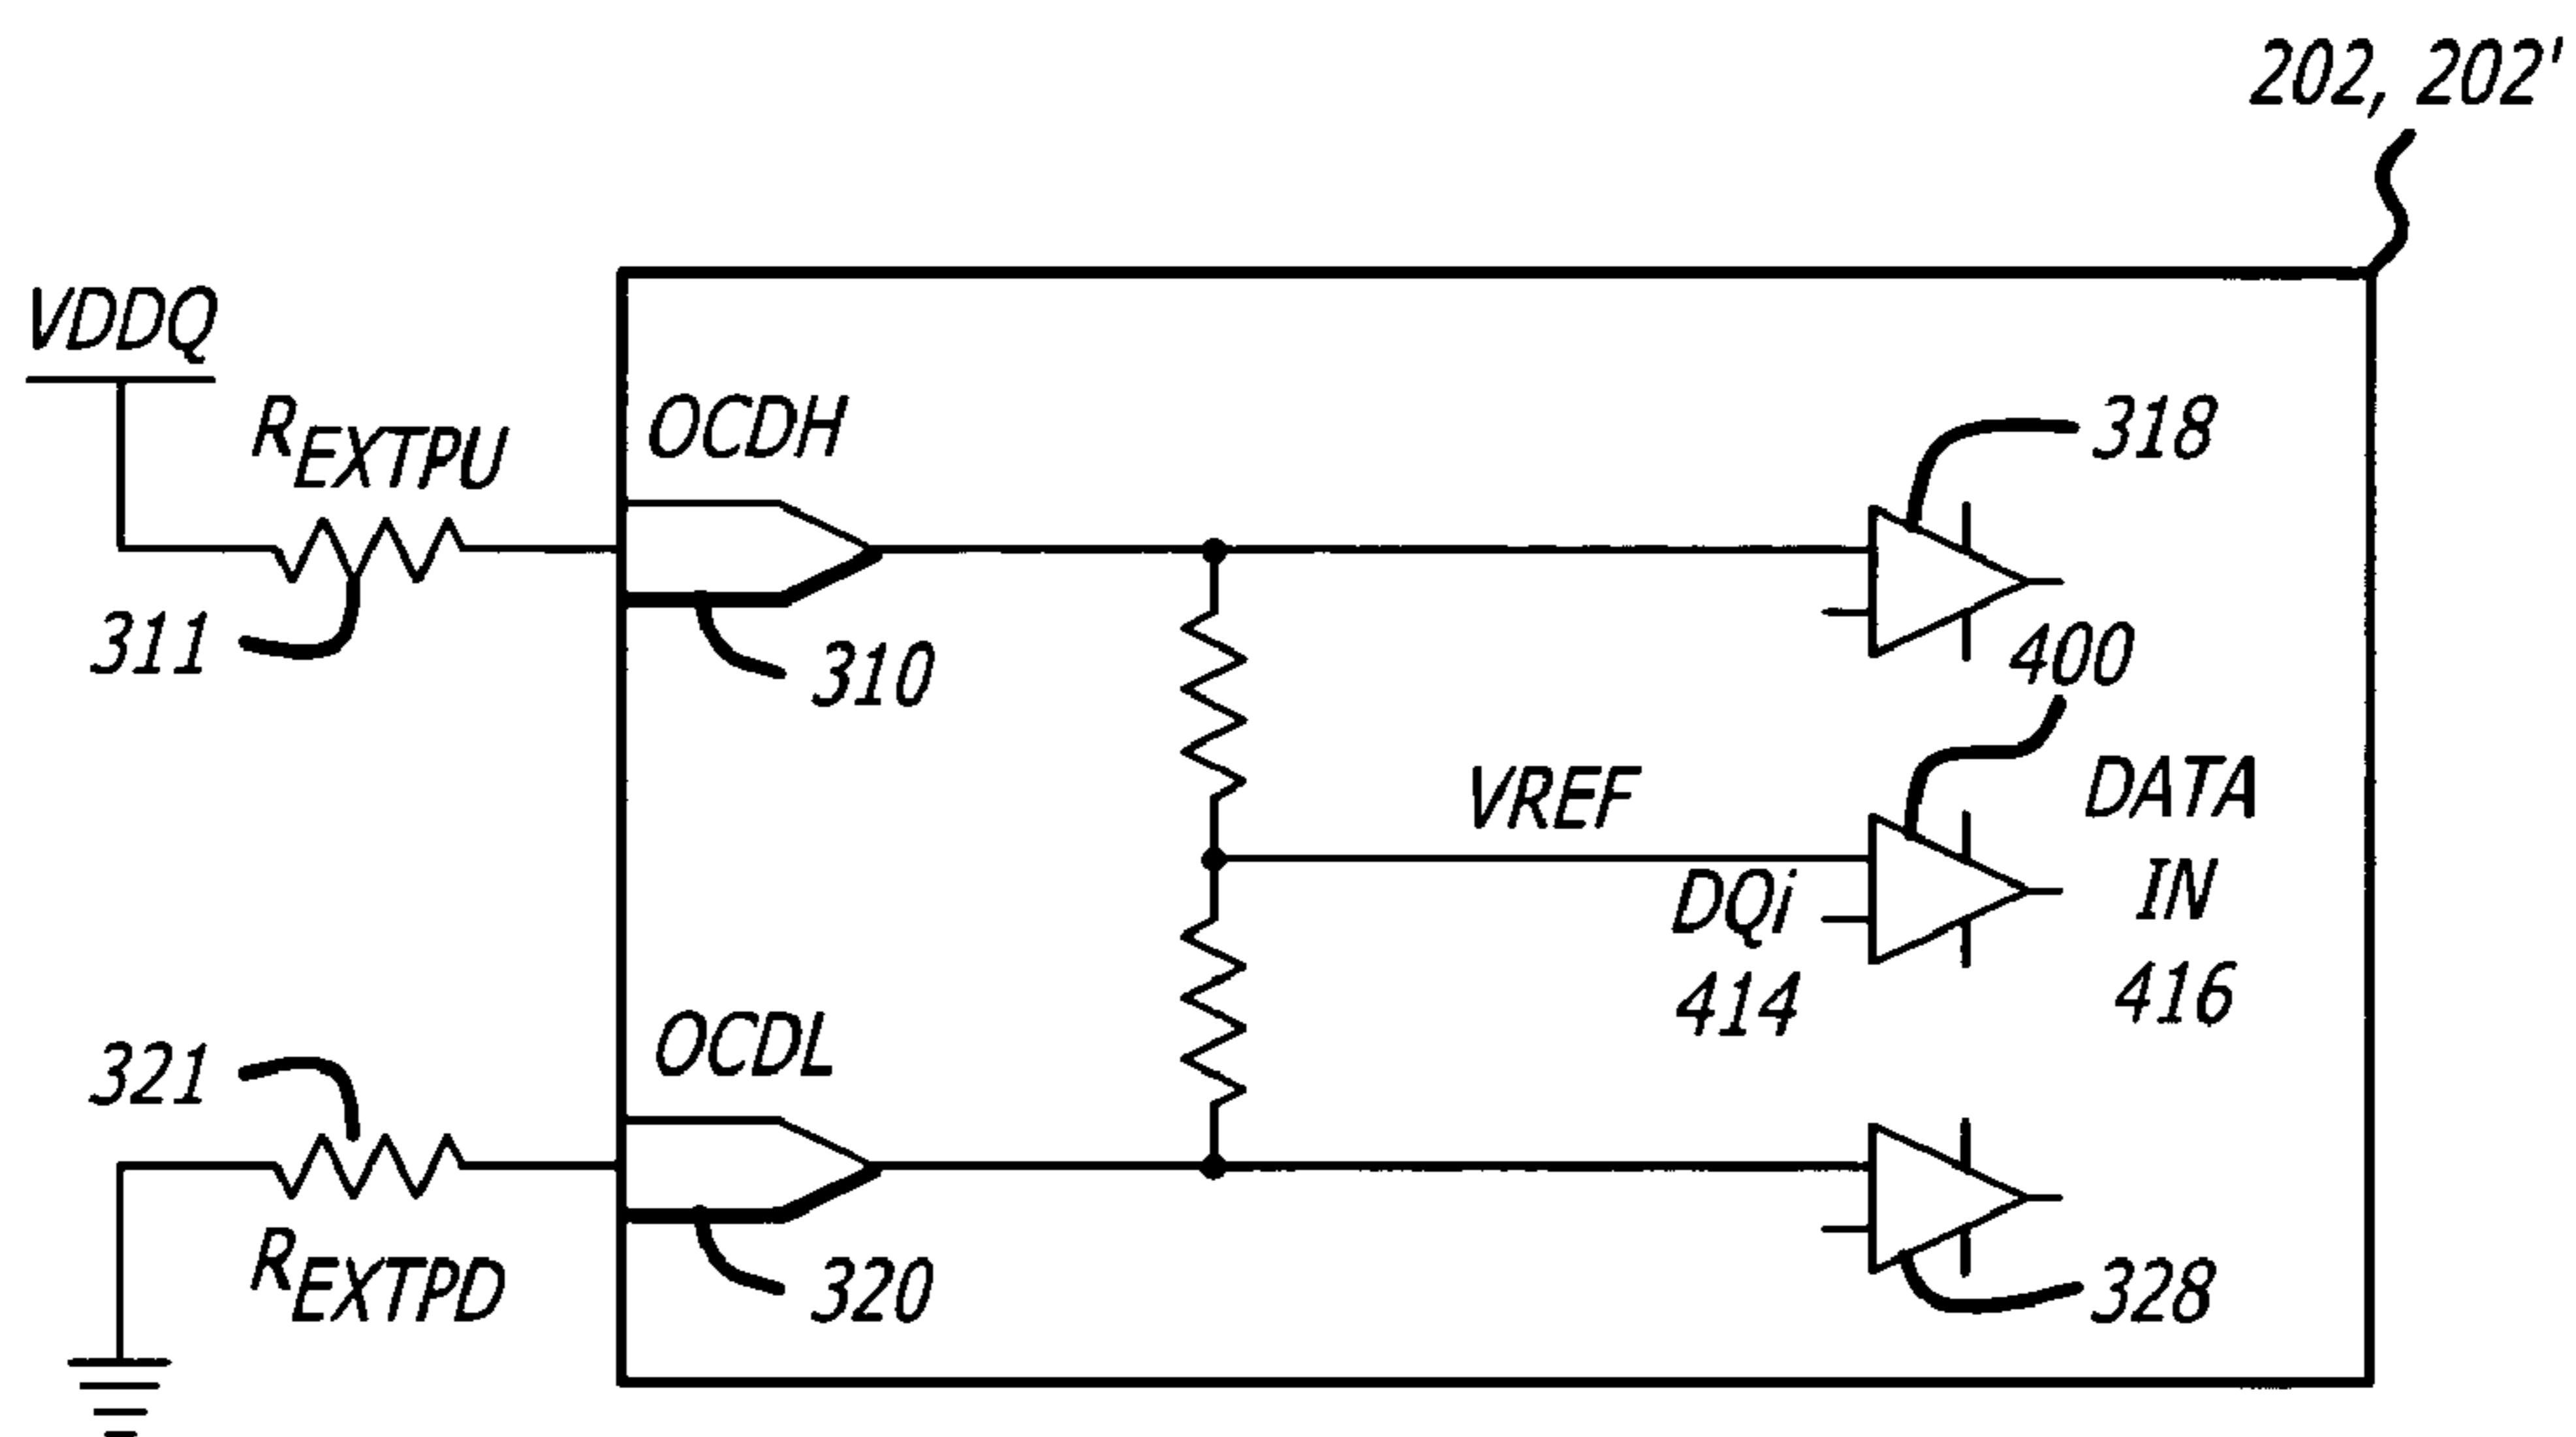 202, 202'
VDDQ
REXTPU
OCDH
318
311
310
400
VREF
DATA
IN
416
DQi
414
OCDL
321
REXTPD
320
328